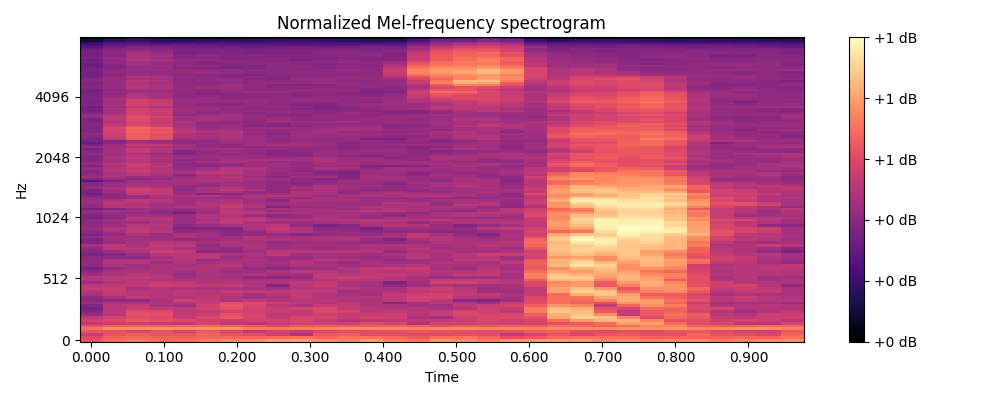 Normalized Mel-frequency spectrogram
Hz
4096
2048
1024
512
0
0.000 0.100 0.200 0.300 0.400 0.500 0.600 0.700 0.800 0.900
Time
+1 dB
+1 dB
+1 dB
+0 dB
+0 dB
+0 dB